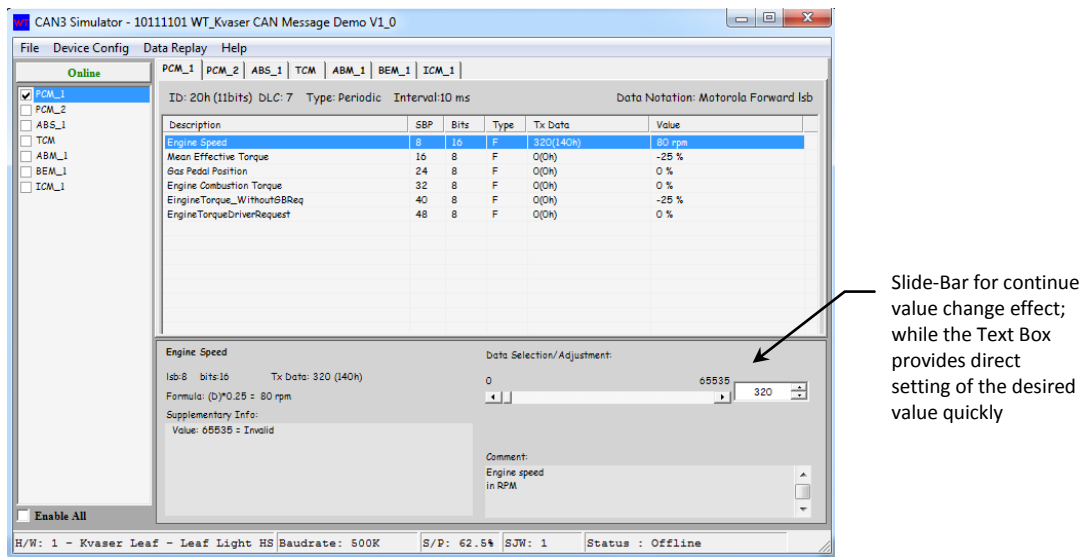 WT CAN3 Simulator - 10111101 WT_Kvaser CAN Message Demo V1_0
File Device Config Data Replay Help
Online
PCM_1
PCM_2
ABS_1
TCM
ABM_1
BEM_1
ICM_1
Enable All
PCM_1 PCM_2 ABS_1 TCM ABM_1 BEM_1 ICM_1
ID: 20h (11bits) DLC: 7 Type: Periodic Interval:10 ms Data Notation: Motorola Forward lsb
Description SBP Bits Type Tx Data Value
Engine Speed 8 16 F 320(140h) 80 rpm
Mean Effective Torque 16 8 F 0(0h) -25 %
Gas Pedal Position 24 8 F 0(0h) 0 %
Engine Combustion Torque 32 8 F 0(0h) 0 %
EingineTorque_WithoutGBReq 40 8 F 0(0h) -25 %
EngineTorqueDriverRequest 48 8 F 0(0h) 0 %
Engine Speed
lsb:8 bits:16 Tx Data: 320 (140h)
Formula: (D)*0.25 = 80 rpm
Supplementary Info:
Value: 65535 = Invalid
Data Selection/Adjustment:
0 65535
320
Comment:
Engine speed
in RPM
H/W: 1 - Kvaser Leaf - Leaf Light HS Baudrate: 500K S/P: 62.5% SJW: 1 Status : Offline
Slide-Bar for continue
value change effect;
while the Text Box
provides direct
setting of the desired
value quickly